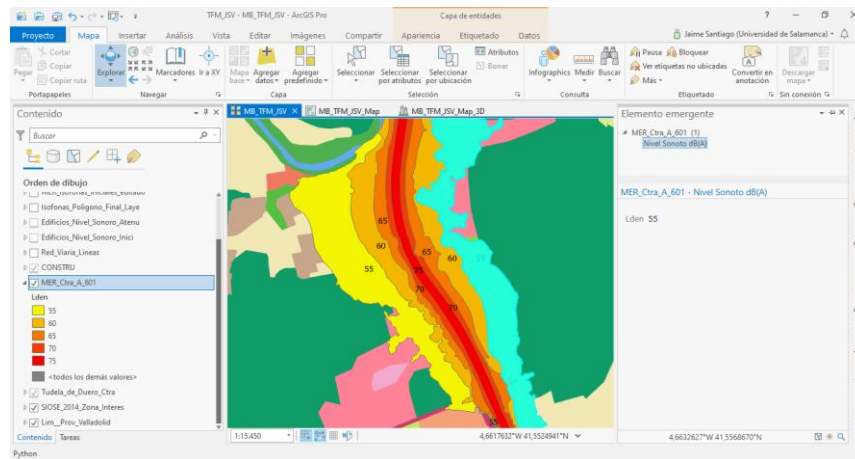 TFM_JSV - MB_TFM_JSV - ArcGIS Pro
Capa de entidades
?
Proyecto Mapa Insertar Análisis Vista Editar Imágenes Compartir Apariencia Etiquetado Datos
Jaime Santiago (Universidad de Salamanca)
Pegar
Cortar
Copiar
Copiar ruta
Explorar
Marcadores
Ir a XY
Mapa base
Agregar datos
Agregar predefinido
Seleccionar
Seleccionar por atributos
Seleccionar por ubicación
Atributos
Borrar
Infographics
Medir
Buscar
Pausa
Bloquear
Ver etiquetas no ubicadas
Más
Convertir en anotación
Descargar mapa
Portapapeles Navegar Capa Selección Consulta Etiquetado Sin conexión
Contenido
Buscar
Orden de dibujo
Isofonas_Poligono_Final_Laye
Edificios_Nivel_Sonoro_Atenu
Edificios_Nivel_Sonoro_Inici
Red_Viaria_Lineas
CONSTRU
MER_Ctra_A_601
Lden
55
60
65
70
75
<todos los demás valores>
Tudela_de_Duero_Ctra
SIOSE_2014_Zona_Interes
Lim__Prov_Valladolid
Contenido Tareas
Python
MB_TFM_JSV
MB_TFM_JSV_Map
MB_TFM_JSV_Map_3D
65
60
65
60
55
55
75
70
70
55
1:15.450
4,6617632°W 41,5524941°N
Elemento emergente
MER_Ctra_A_601 (1)
Nivel Sonoto dB(A)
MER_Ctra_A_601 - Nivel Sonoto dB(A)
Lden 55
4,6632627°W 41,5568670°N